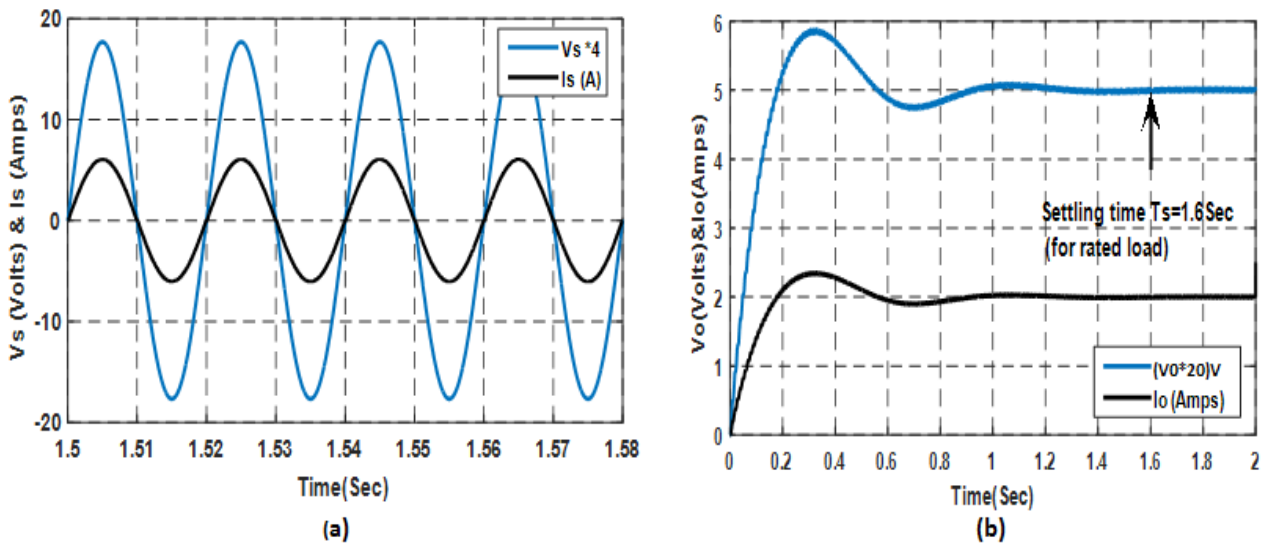 20
10
0
-10
-20
Vs (Volts) & Is (Amps)
Vs *4
Is (A)
1.5 1.51 1.52 1.53 1.54 1.55 1.56 1.57 1.58
Time(Sec)
(a)
6
5
4
3
2
1
0
Vo(Volts)&Io(Amps)
Settling time Ts=1.6Sec
(for rated load)
(V0*20)V
Io (Amps)
0 0.2 0.4 0.6 0.8 1 1.2 1.4 1.6 1.8 2
Time(Sec)
(b)